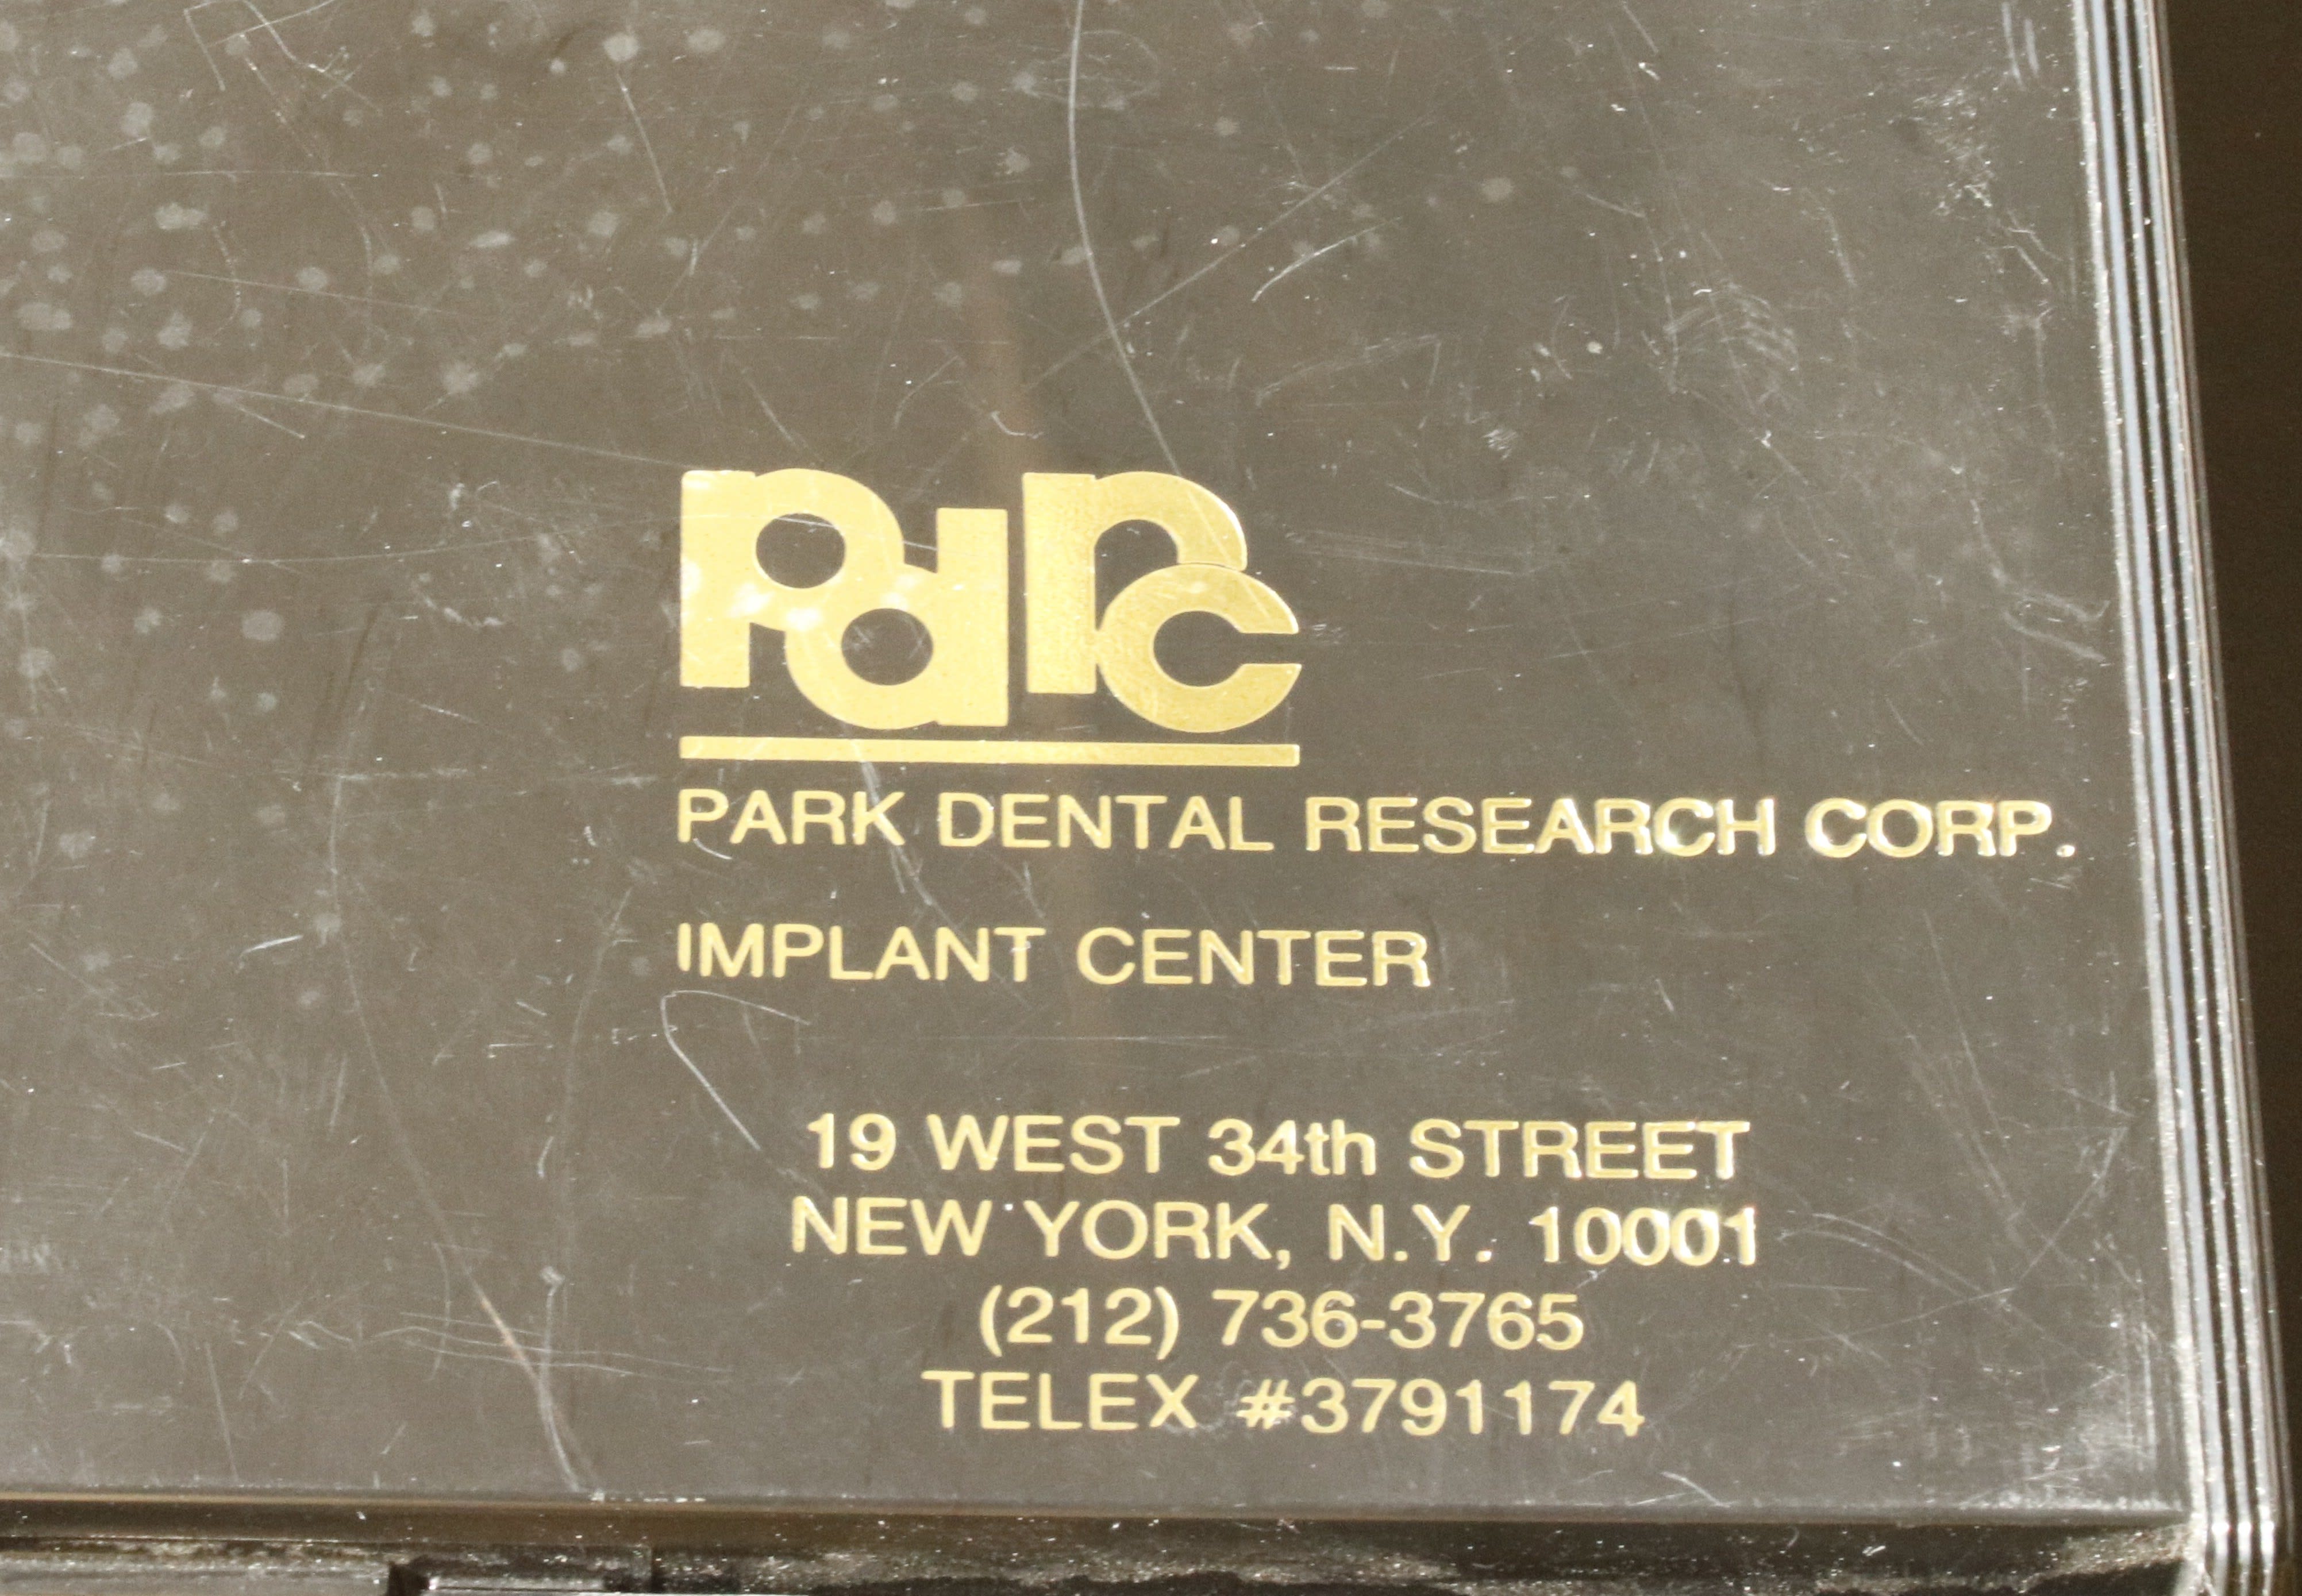 pdrc
PARK DENTAL RESEARCH CORP.
IMPLANT CENTER
19 WEST 34th STREET
NEW YORK, N.Y. 10001
(212) 736-3765
TELEX #3791174